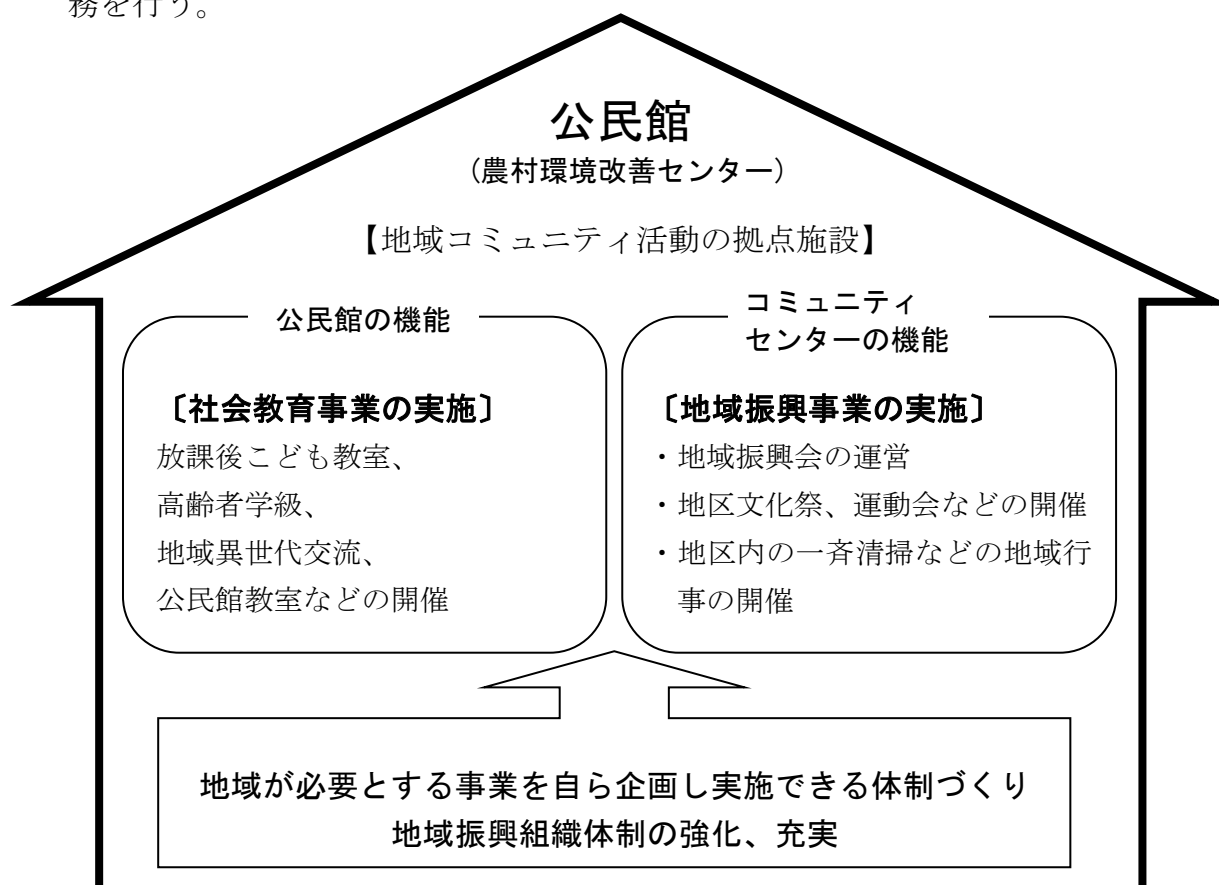 務を行う。
公民館
（農村環境改善センター）
【地域コミュニティ活動の拠点施設】
公民館の機能
〔社会教育事業の実施〕
放課後こども教室、
高齢者学級、
地域異世代交流、
公民館教室などの開催
コミュニティ
センターの機能
〔地域振興事業の実施〕
・地域振興会の運営
・地区文化祭、運動会などの開催
・地区内の一斉清掃などの地域行
事の開催
地域が必要とする事業を自ら企画し実施できる体制づくり
地域振興組織体制の強化、充実